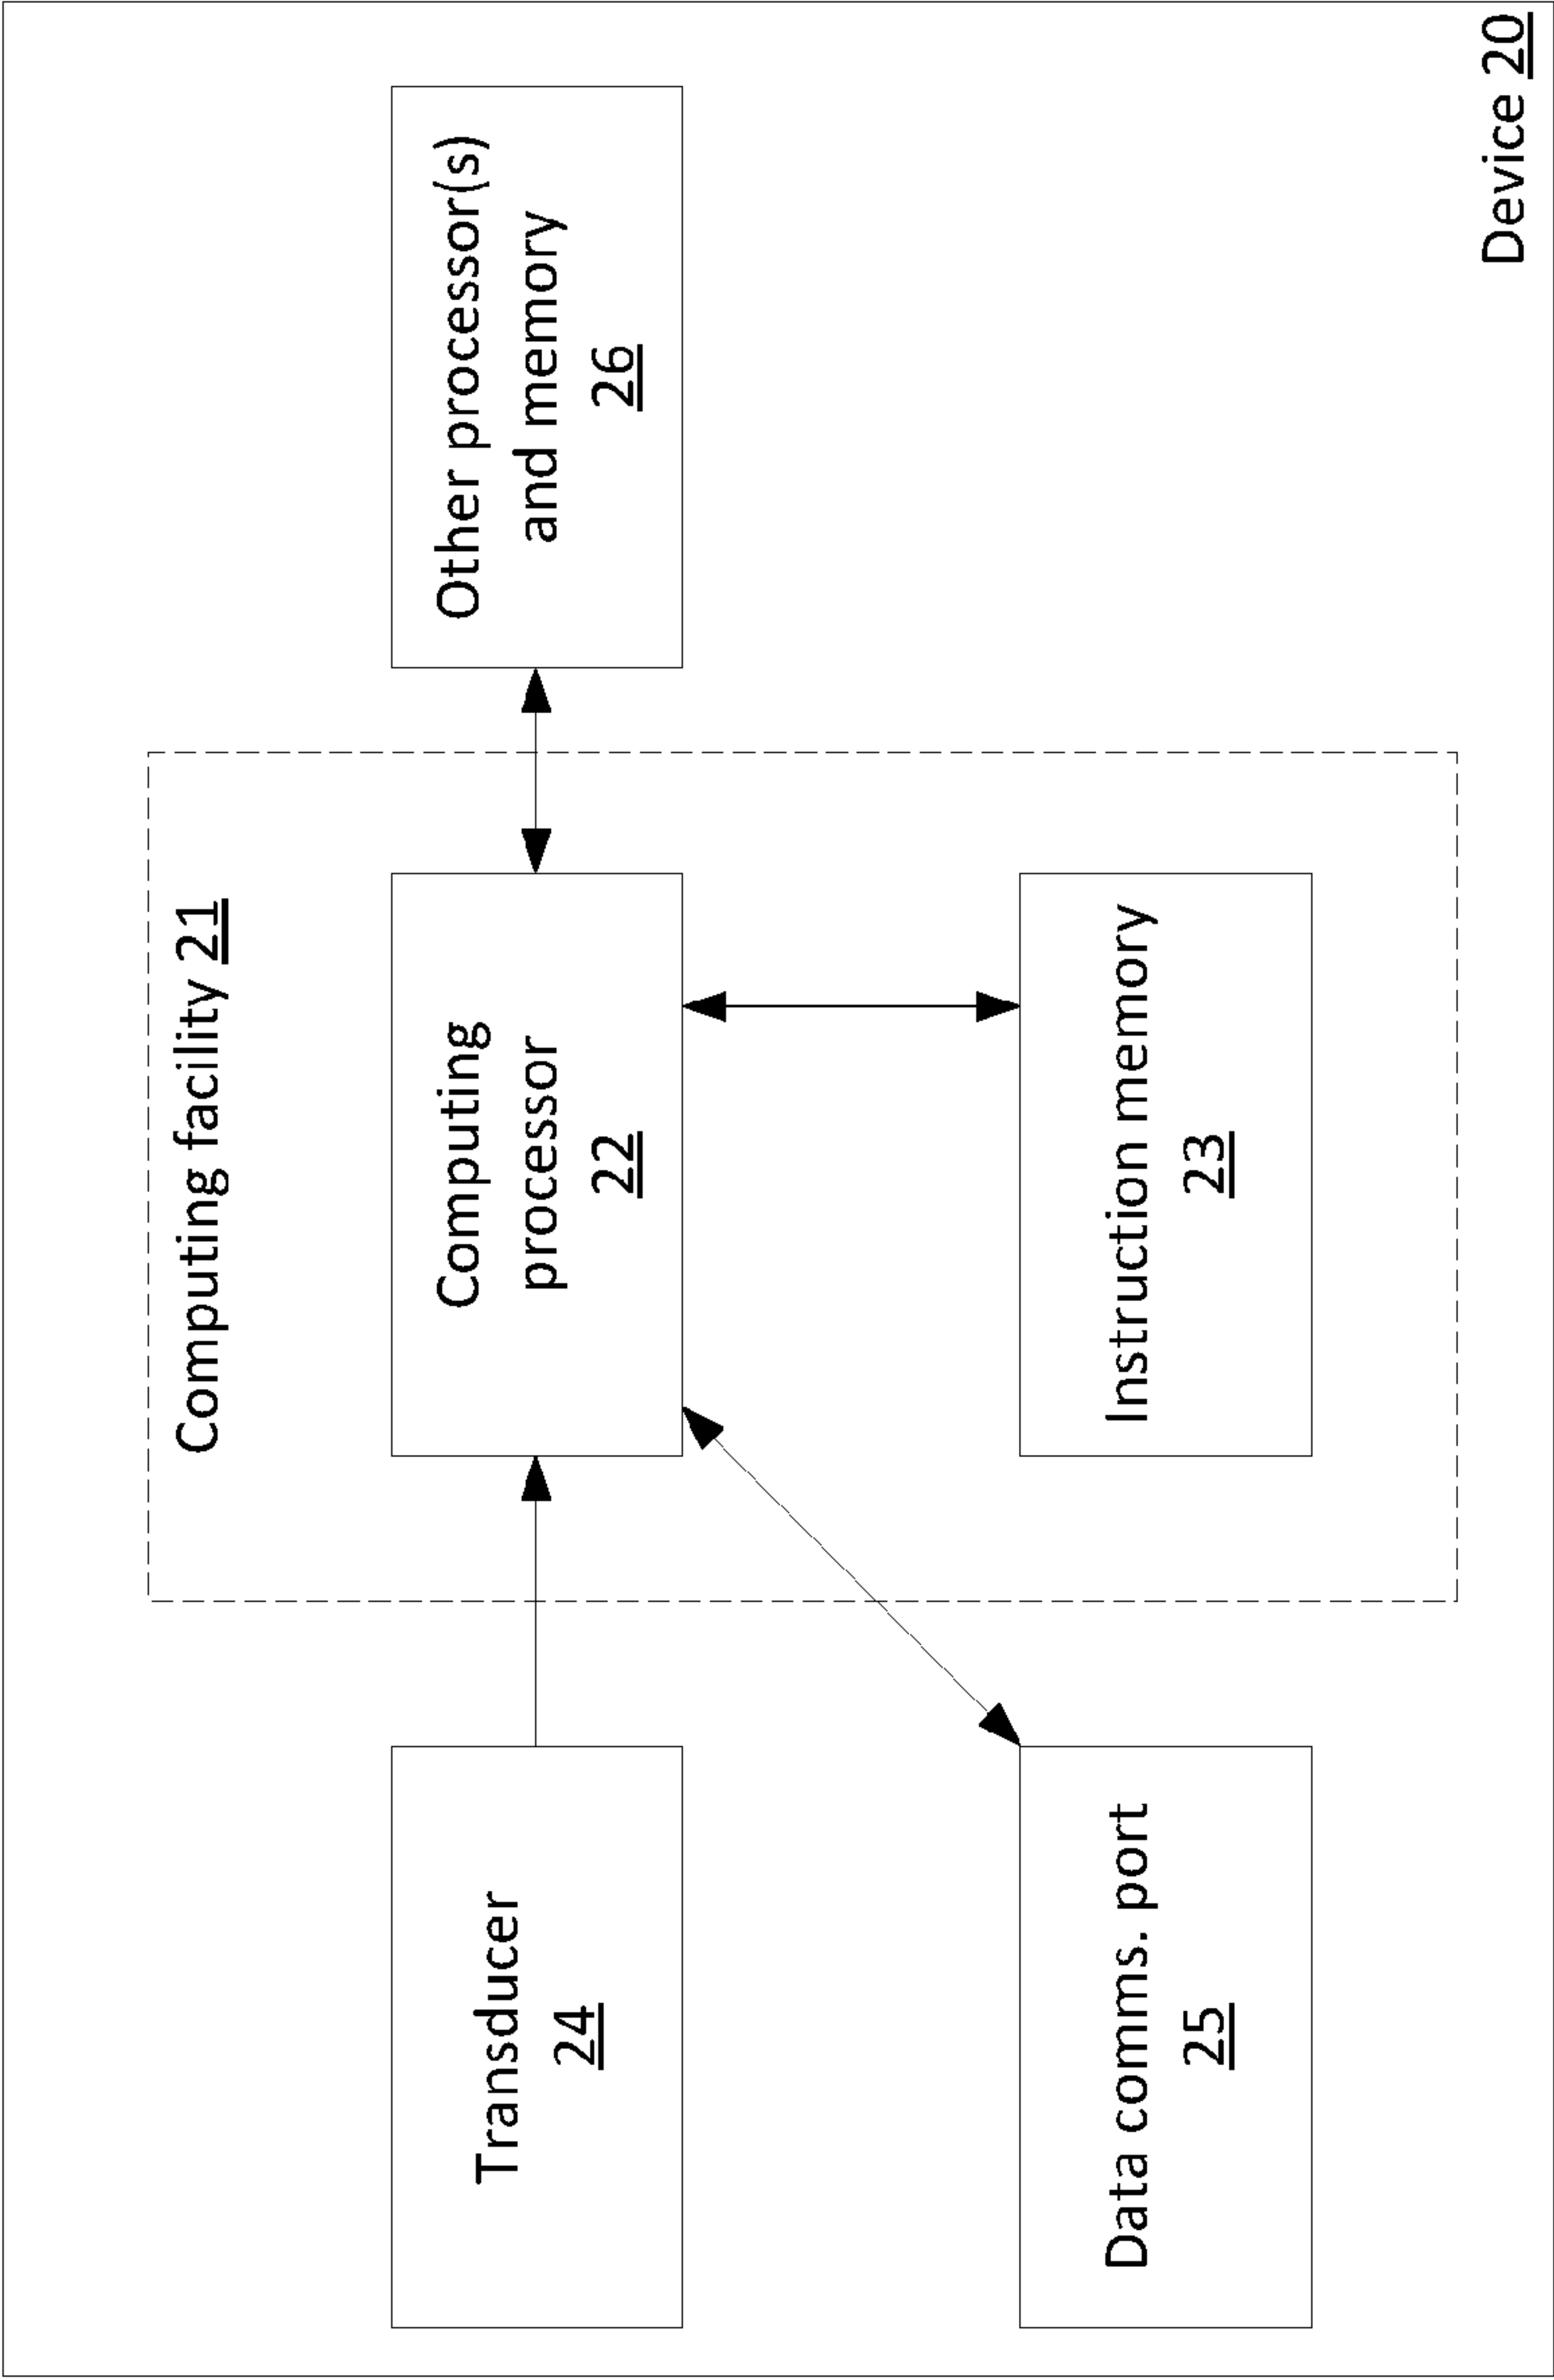 Computing facility 21
Transducer
24
Computing
processor
22
Other processor(s)
and memory
26
Data comms. port
25
Instruction memory
23
Device 20